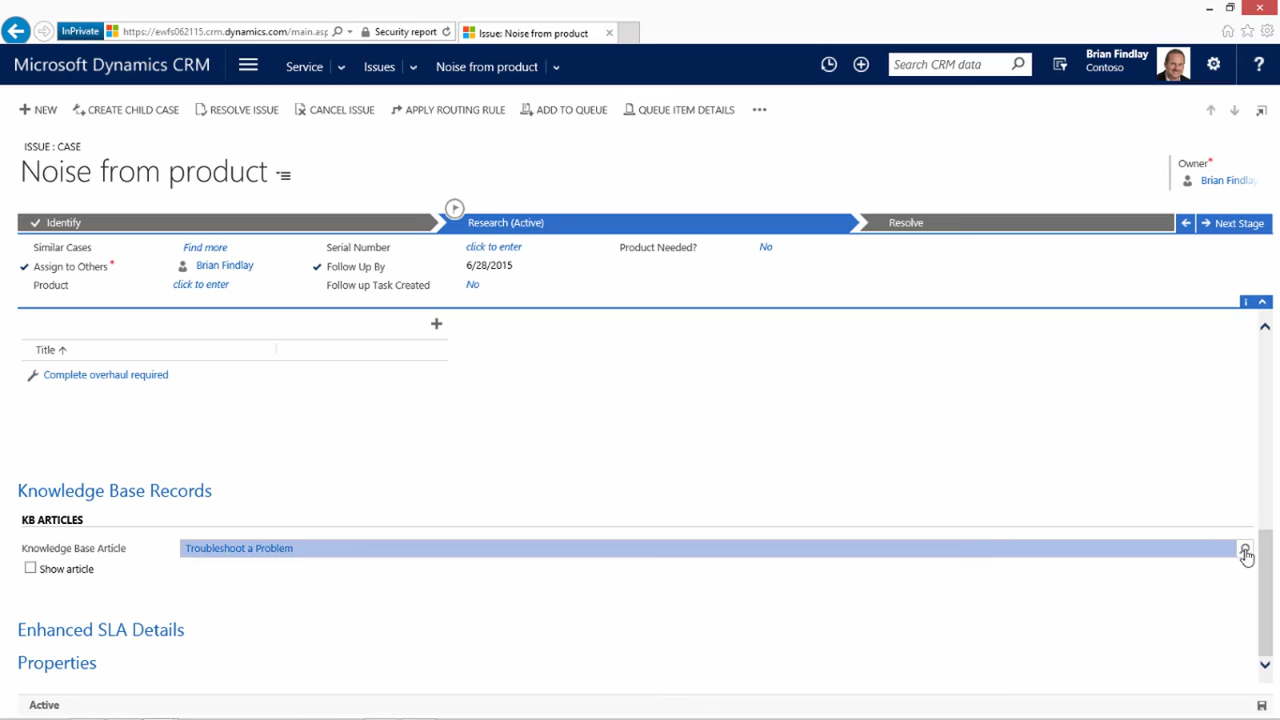 InPrivate https://ewfs062115.crm.dynamics.com/main.asp Security report Issue: Noise from product
Microsoft Dynamics CRM Service Issues Noise from product Search CRM data Brian Findlay
Contoso ?
NEW CREATE CHILD CASE RESOLVE ISSUE CANCEL ISSUE APPLY ROUTING RULE ADD TO QUEUE QUEUE ITEM DETAILS
ISSUE : CASE
Noise from product
Owner*
Brian Findlay
Identify Research (Active) Resolve Next Stage
Similar Cases Find more Serial Number click to enter Product Needed? No
Assign to Others* Brian Findlay Follow Up By 6/28/2015
Product click to enter Follow up Task Created No
Title
Complete overhaul required
Knowledge Base Records
KB ARTICLES
Knowledge Base Article Troubleshoot a Problem
Show article
Enhanced SLA Details
Properties
Active